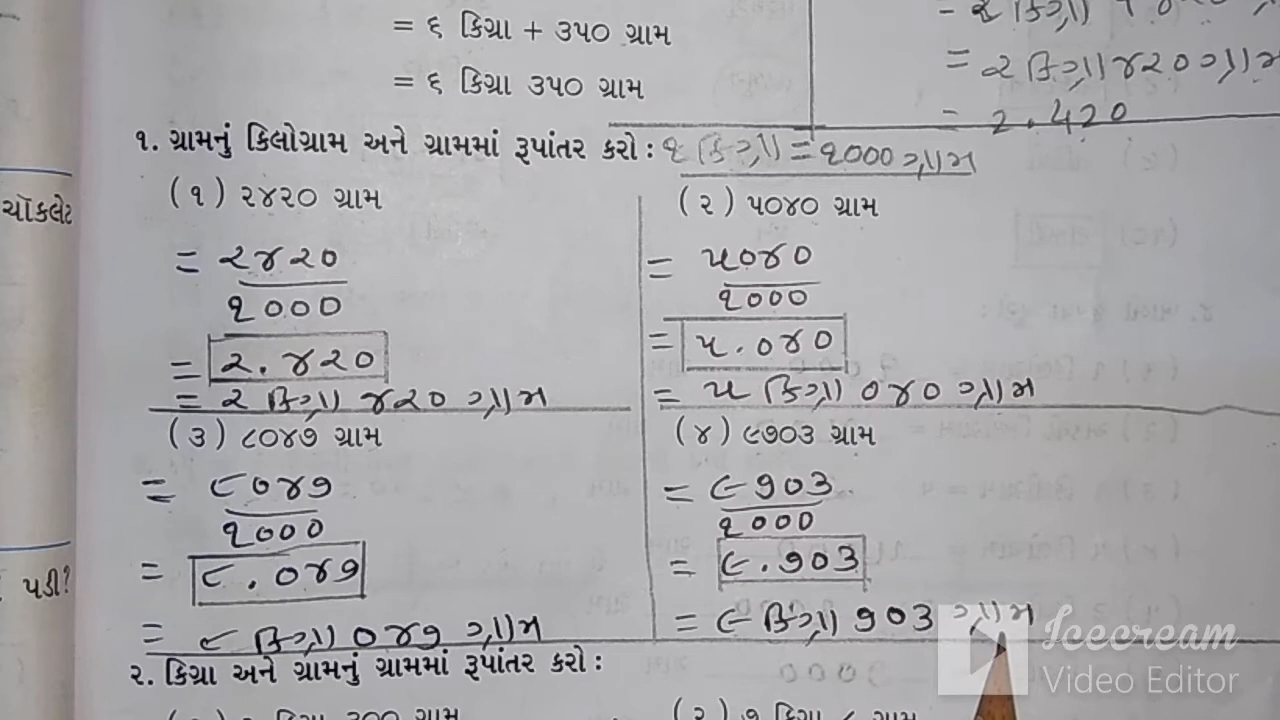 = ૬ કિગ્રા + ૩૫૦ ગ્રામ
= ૬ કિગ્રા ૩૫૦ ગ્રામ
= ૨ કિગ્રા ૪૨૦ ગ્રામ
= ૨.૪૨૦
૧. ગ્રામનું કિલોગ્રામ અને ગ્રામમાં રૂપાંતર કરો : ૧ કિગ્રા = ૧૦૦૦ ગ્રામ
(૧) ૨૪૨૦ ગ્રામ
= ૨૪૨૦
૧૦૦૦
= ૨.૪૨૦
= ૨ કિગ્રા ૪૨૦ ગ્રામ
(૨) ૫૦૪૦ ગ્રામ
= ૫૦૪૦
૧૦૦૦
= ૫.૦૪૦
= ૫ કિગ્રા ૦૪૦ ગ્રામ
(૩) ૮૦૪૭ ગ્રામ
= ૮૦૪૭
૧૦૦૦
= ૮.૦૪૭
= ૮ કિગ્રા ૦૪૭ ગ્રામ
(૪) ૯૭૦૩ ગ્રામ
= ૯૭૦૩
૧૦૦૦
= ૯.૭૦૩
= ૯ કિગ્રા ૭૦૩ ગ્રામ
૨. કિગ્રા અને ગ્રામનું ગ્રામમાં રૂપાંતર કરો :
ચૉકલેટ
પડી?
Icecream
Video Editor